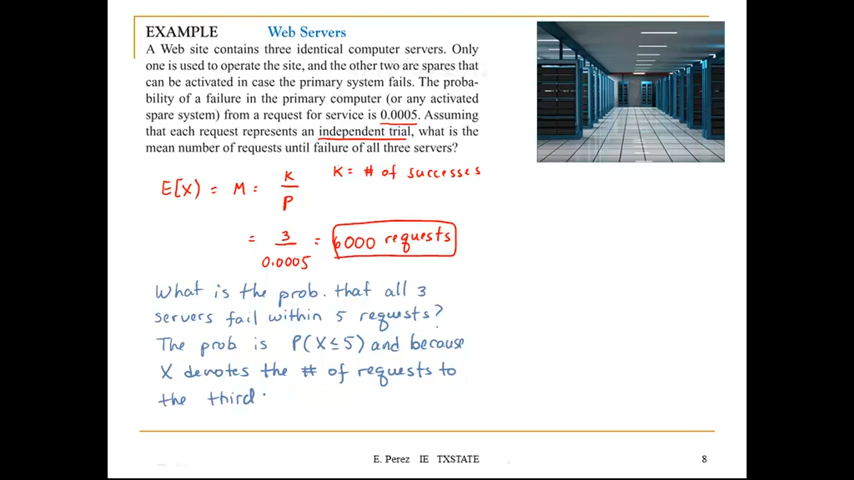 EXAMPLE Web Servers
A Web site contains three identical computer servers. Only
one is used to operate the site, and the other two are spares that
can be activated in case the primary system fails. The proba-
bility of a failure in the primary computer (or any activated
spare system) from a request for service is 0.0005. Assuming
that each request represents an independent trial, what is the
mean number of requests until failure of all three servers?
E[X] = M = K/P K = # of successes
= 3/0.0005 = 6000 requests
What is the prob. that all 3
servers fail within 5 requests?
The prob is P(X≤5) and because
X denotes the # of requests to
the third
E. Perez IE TXSTATE 8